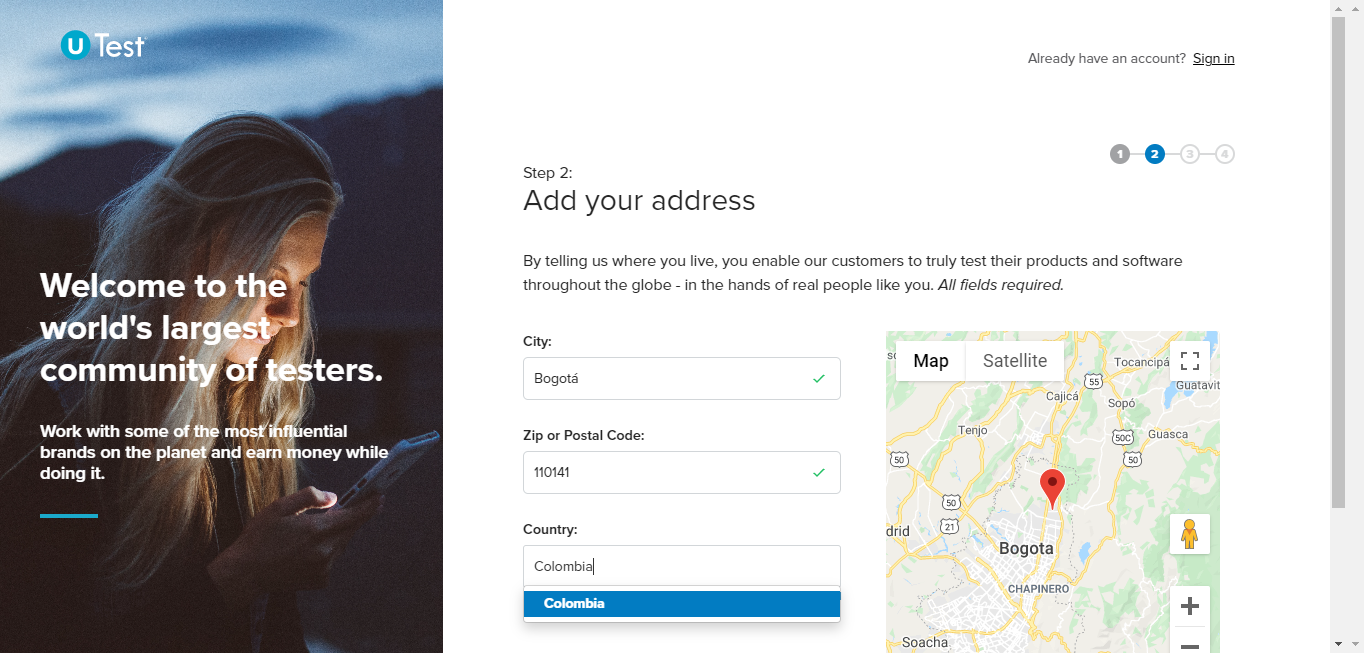 U Test
Already have an account? Sign in
1 2 3 4
Step 2:
Add your address
By telling us where you live, you enable our customers to truly test their products and software
throughout the globe - in the hands of real people like you. All fields required.
Welcome to the
world's largest
community of testers.
Work with some of the most influential
brands on the planet and earn money while
doing it.
City:
Bogotá
Zip or Postal Code:
110141
Country:
Colombia
Colombia
Map Satellite
Tocancipá
55
Guatavit
Cajicá
Sopó
Tenjo
50C
Guasca
50
50
50
21
drid
Bogota
CHAPINERO
Soacha